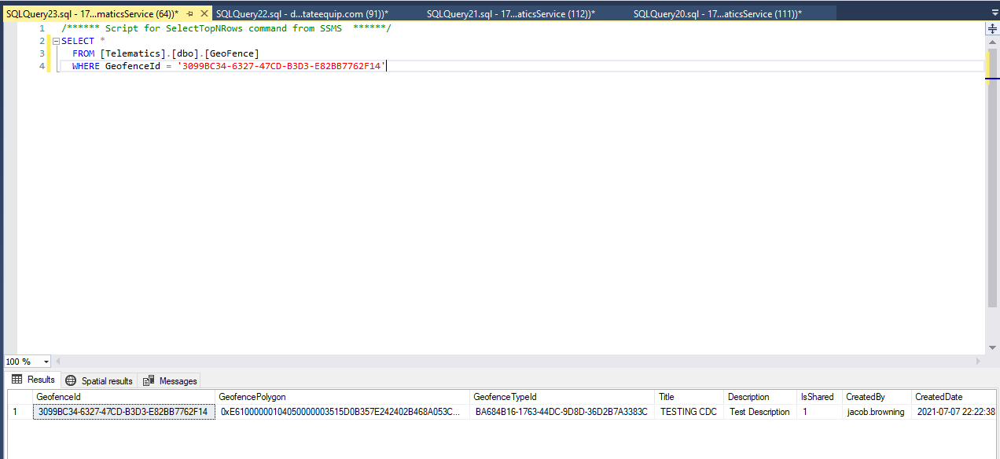 SQLQuery23.sql - 17...maticsService (64))* SQLQuery22.sql - d...tateequip.com (91))* SQLQuery21.sql - 17...aticsService (112))* SQLQuery20.sql - 17...aticsService (111))*
1 /****** Script for SelectTopNRows command from SSMS ******/
2 SELECT *
3 FROM [Telematics].[dbo].[GeoFence]
4 WHERE GeofenceId = '3099BC34-6327-47CD-B3D3-E82BB7762F14'
100 %
Results Spatial results Messages
GeofenceId GeofencePolygon GeofenceTypeId Title Description IsShared CreatedBy CreatedDate
1 3099BC34-6327-47CD-B3D3-E82BB7762F14 0xE610000001040500000003515D0B357E242402B468A053C... BA684B16-1763-44DC-9D8D-36D2B7A3383C TESTING CDC Test Description 1 jacob.browning 2021-07-07 22:22:38